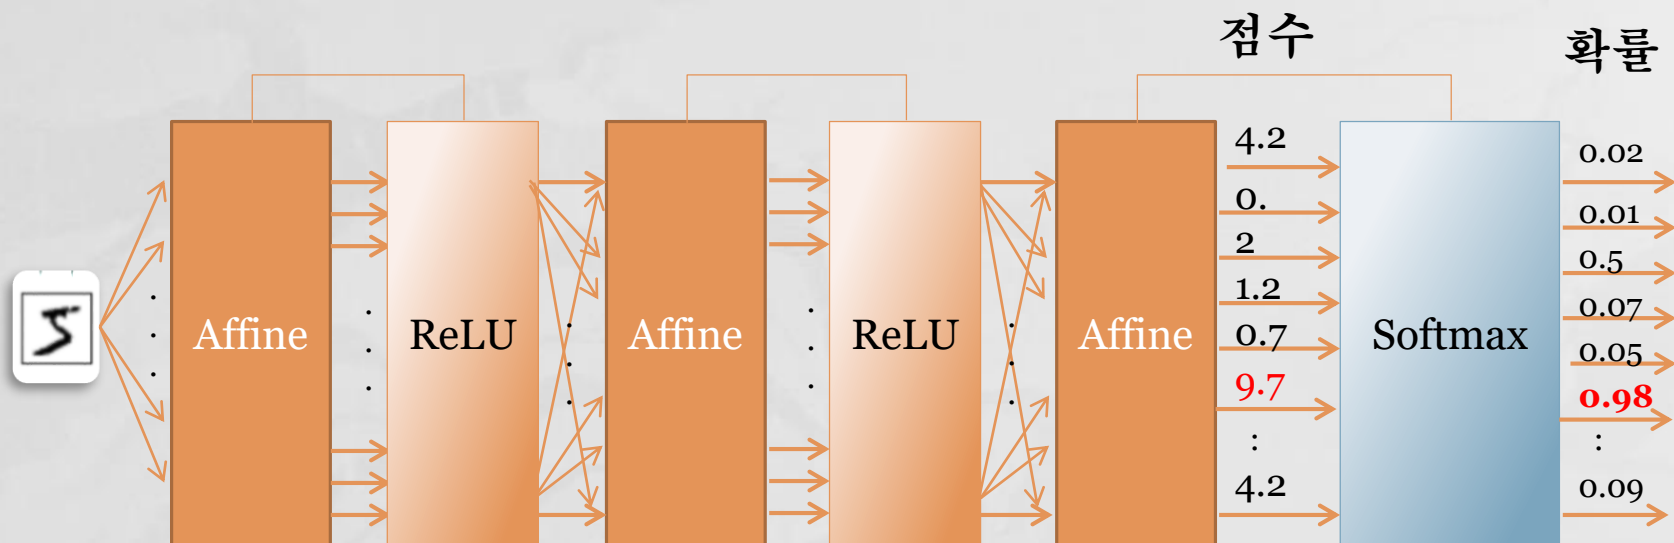 점수
확률
Affine
ReLU
Affine
ReLU
Affine
4.2
0.
2
1.2
0.7
9.7
:
4.2
Softmax
0.02
0.01
0.5
0.07
0.05
0.98
:
0.09
5